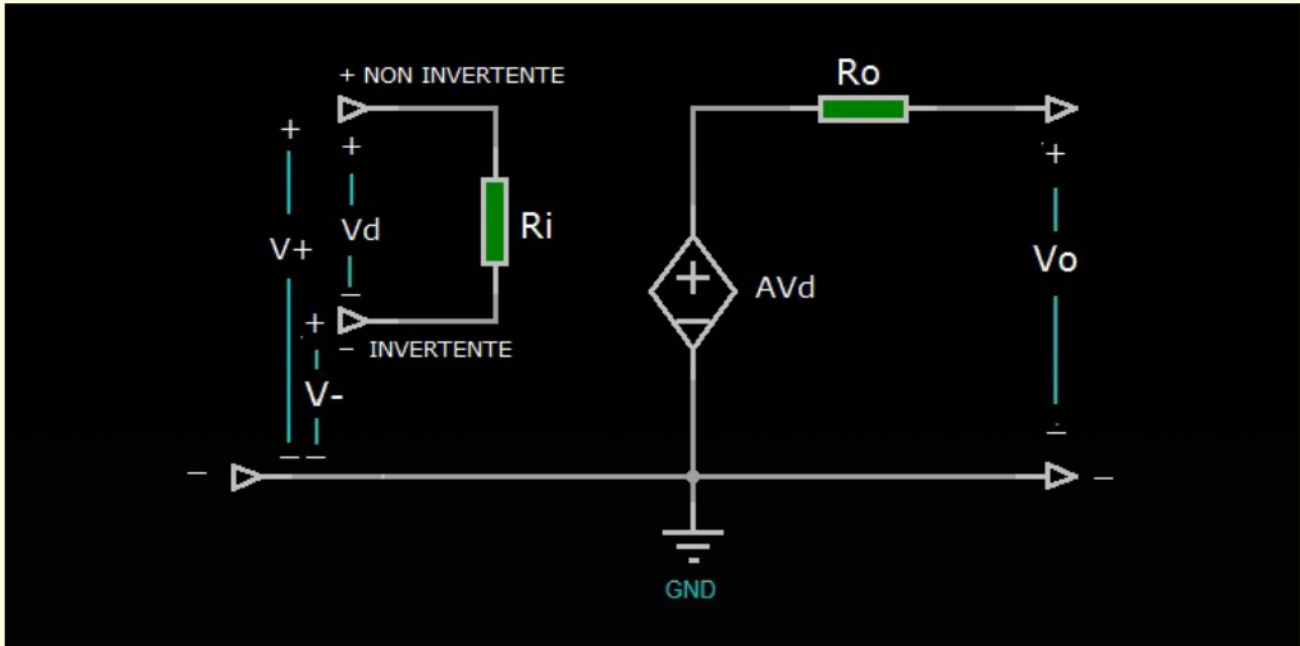 + NON INVERTENTE
Ro
+
+
+
V+
Vd
Ri
Vo
+
AVd
–
–
+
– INVERTENTE
V-
–
– –
–
–
GND